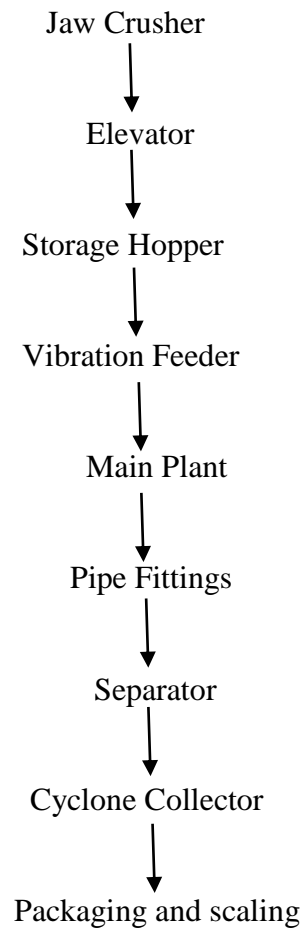 Jaw Crusher
Elevator
Storage Hopper
Vibration Feeder
Main Plant
Pipe Fittings
Separator
Cyclone Collector
Packaging and scaling